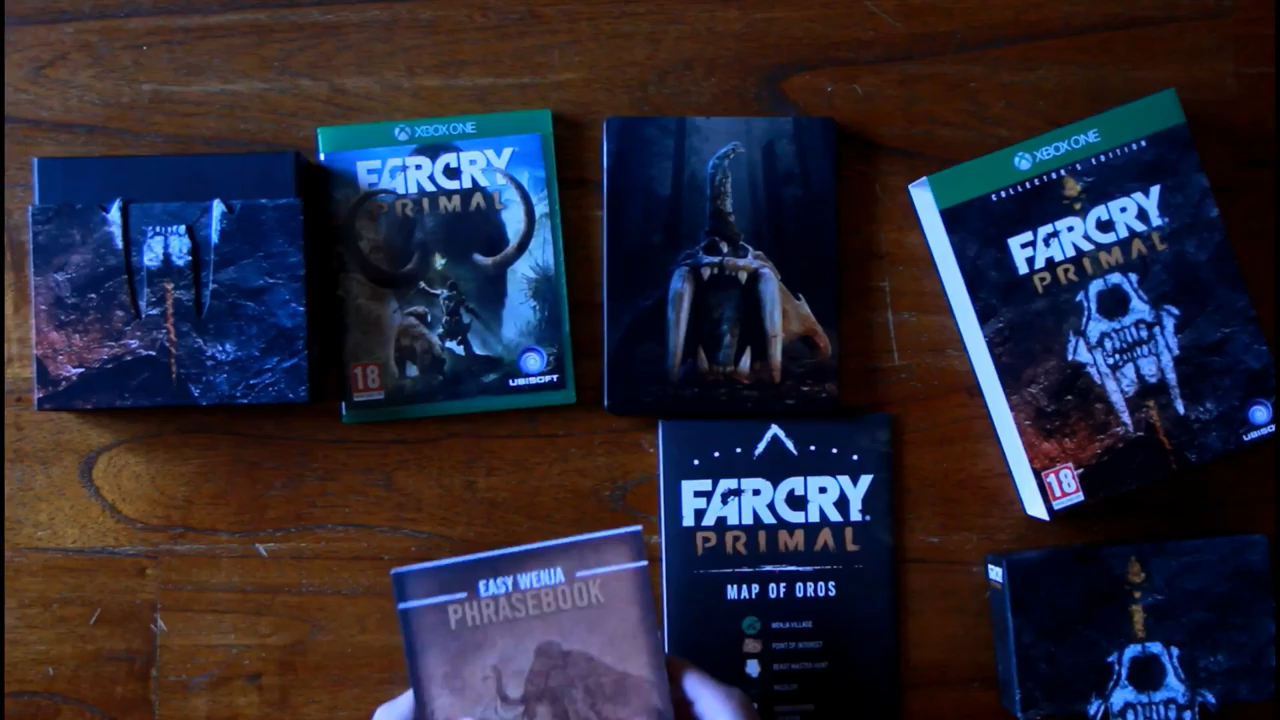 XBOX ONE
FARCRY
PRIMAL
18
UBISOFT
XBOX ONE
COLLECTOR'S EDITION
FARCRY
PRIMAL
18
FARCRY
PRIMAL
MAP OF OROS
WENJA VILLAGE
POINT OF INTEREST
BEAST MASTER HUNT
EASY WENJA
PHRASEBOOK